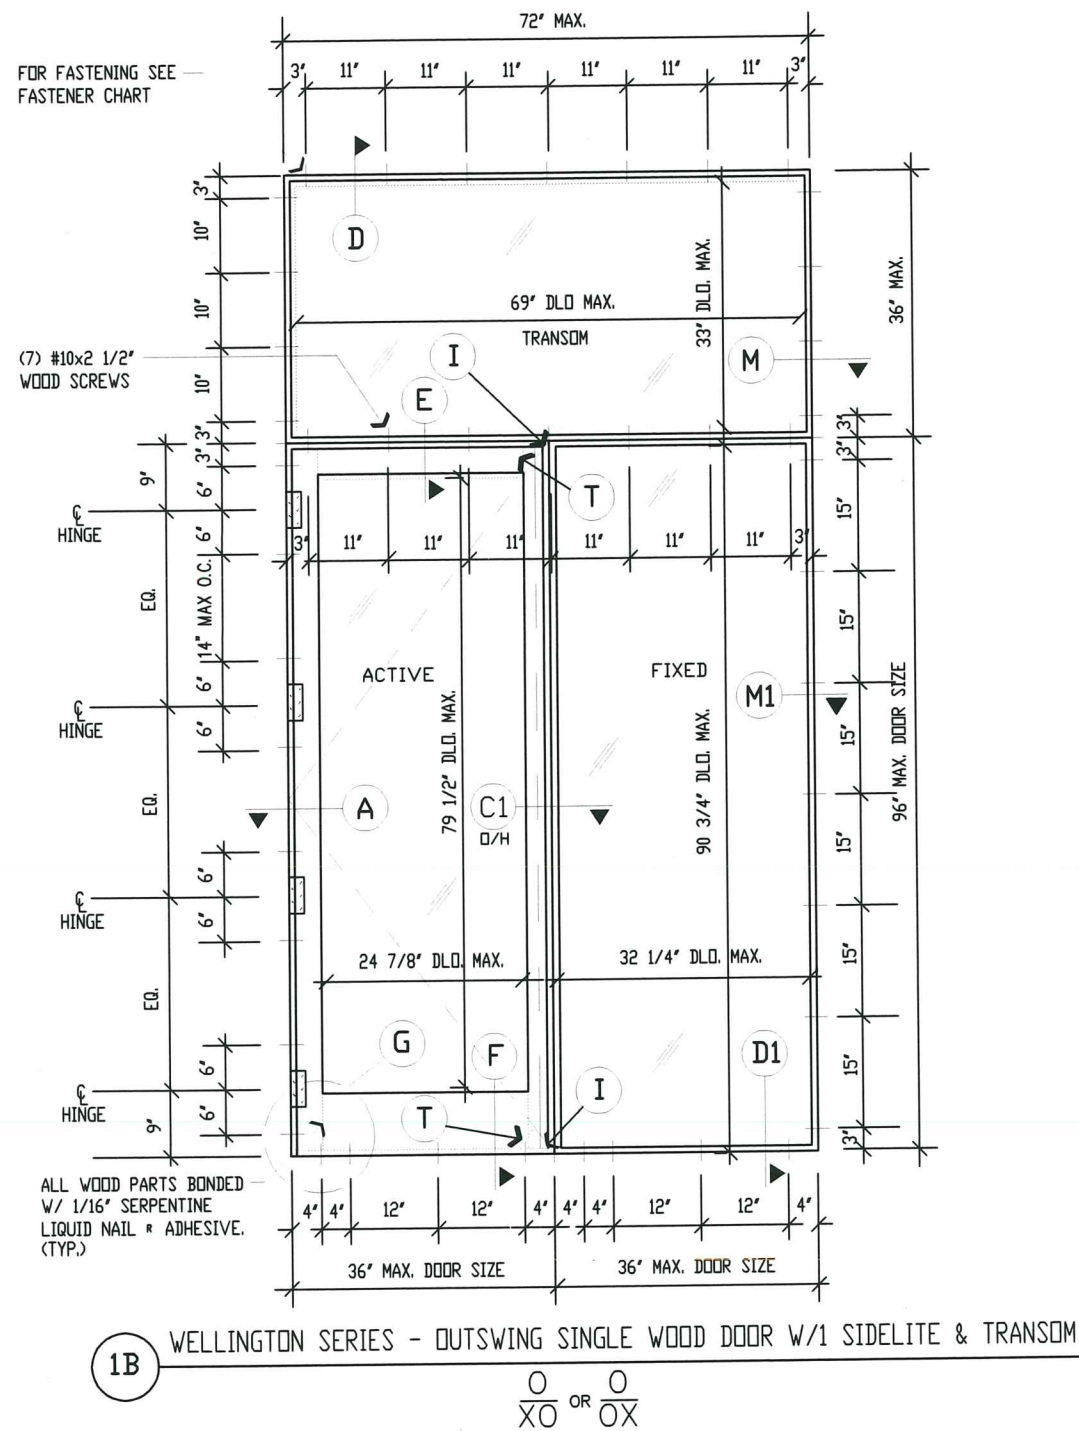 72" MAX.
FOR FASTENING SEE
FASTENER CHART
3" 11" 11" 11" 11" 11" 11" 3"
D
3"
10"
10"
10"
3"
33" DLO. MAX.
36" MAX.
69" DLO MAX.
TRANSOM
(7) #10x2 1/2"
WOOD SCREWS
I
M
E
3"
3"
9"
3"
6"
6"
T
15"
℄
HINGE
3" 11" 11" 11" 11" 11" 11" 3"
EQ.
14" MAX O.C.
15"
ACTIVE
FIXED
6"
6"
M1
℄
HINGE
15"
96" MAX. DOOR SIZE
79 1/2" DLO. MAX.
90 3/4" DLO. MAX.
A
C1
O/H
EQ.
15"
6"
6"
℄
HINGE
24 7/8" DLO. MAX.
32 1/4" DLO. MAX.
15"
EQ.
G
F
D1
6"
6"
15"
℄
HINGE
9"
T
I
3"
ALL WOOD PARTS BONDED
W/ 1/16" SERPENTINE
LIQUID NAIL R ADHESIVE.
(TYP.)
4" 4" 12" 12" 4" 4" 4" 12" 12" 4"
36" MAX. DOOR SIZE
36" MAX. DOOR SIZE
1B
WELLINGTON SERIES - OUTSWING SINGLE WOOD DOOR W/1 SIDELITE & TRANSOM
O
XO
OR
O
OX